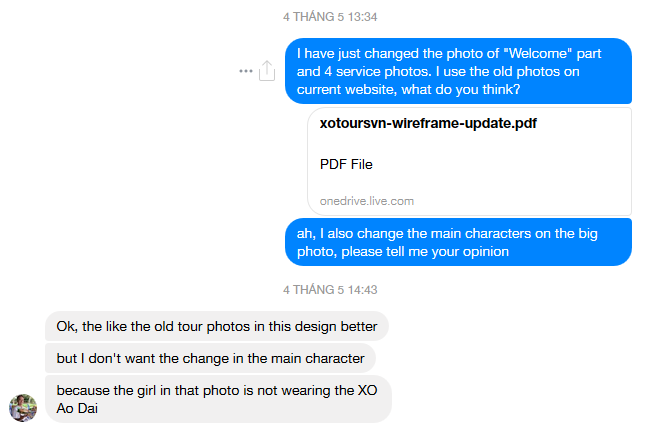 4 THÁNG 5 13:34
I have just changed the photo of "Welcome" part
and 4 service photos. I use the old photos on
current website, what do you think?
xotoursvn-wireframe-update.pdf
PDF File
onedrive.live.com
ah, I also change the main characters on the big
photo, please tell me your opinion
4 THÁNG 5 14:43
Ok, the like the old tour photos in this design better
but I don't want the change in the main character
because the girl in that photo is not wearing the XO
Ao Dai